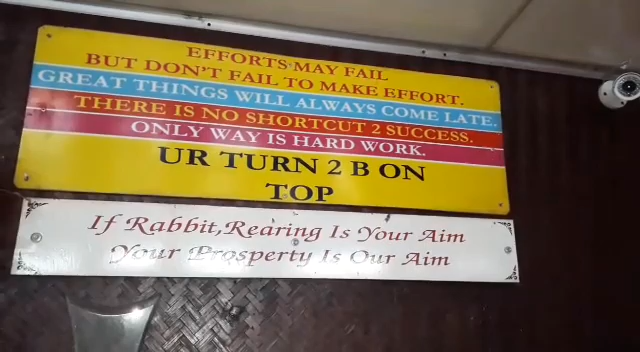 EFFORTS MAY FAIL
BUT DON'T FAIL TO MAKE EFFORT.
GREAT THINGS WILL ALWAYS COME LATE.
THERE IS NO SHORTCUT 2 SUCCESS.
ONLY WAY IS HARD WORK.
UR TURN 2 B ON
TOP
If Rabbit,Rearing Is Your Aim
Your Prosperty Is Our Aim